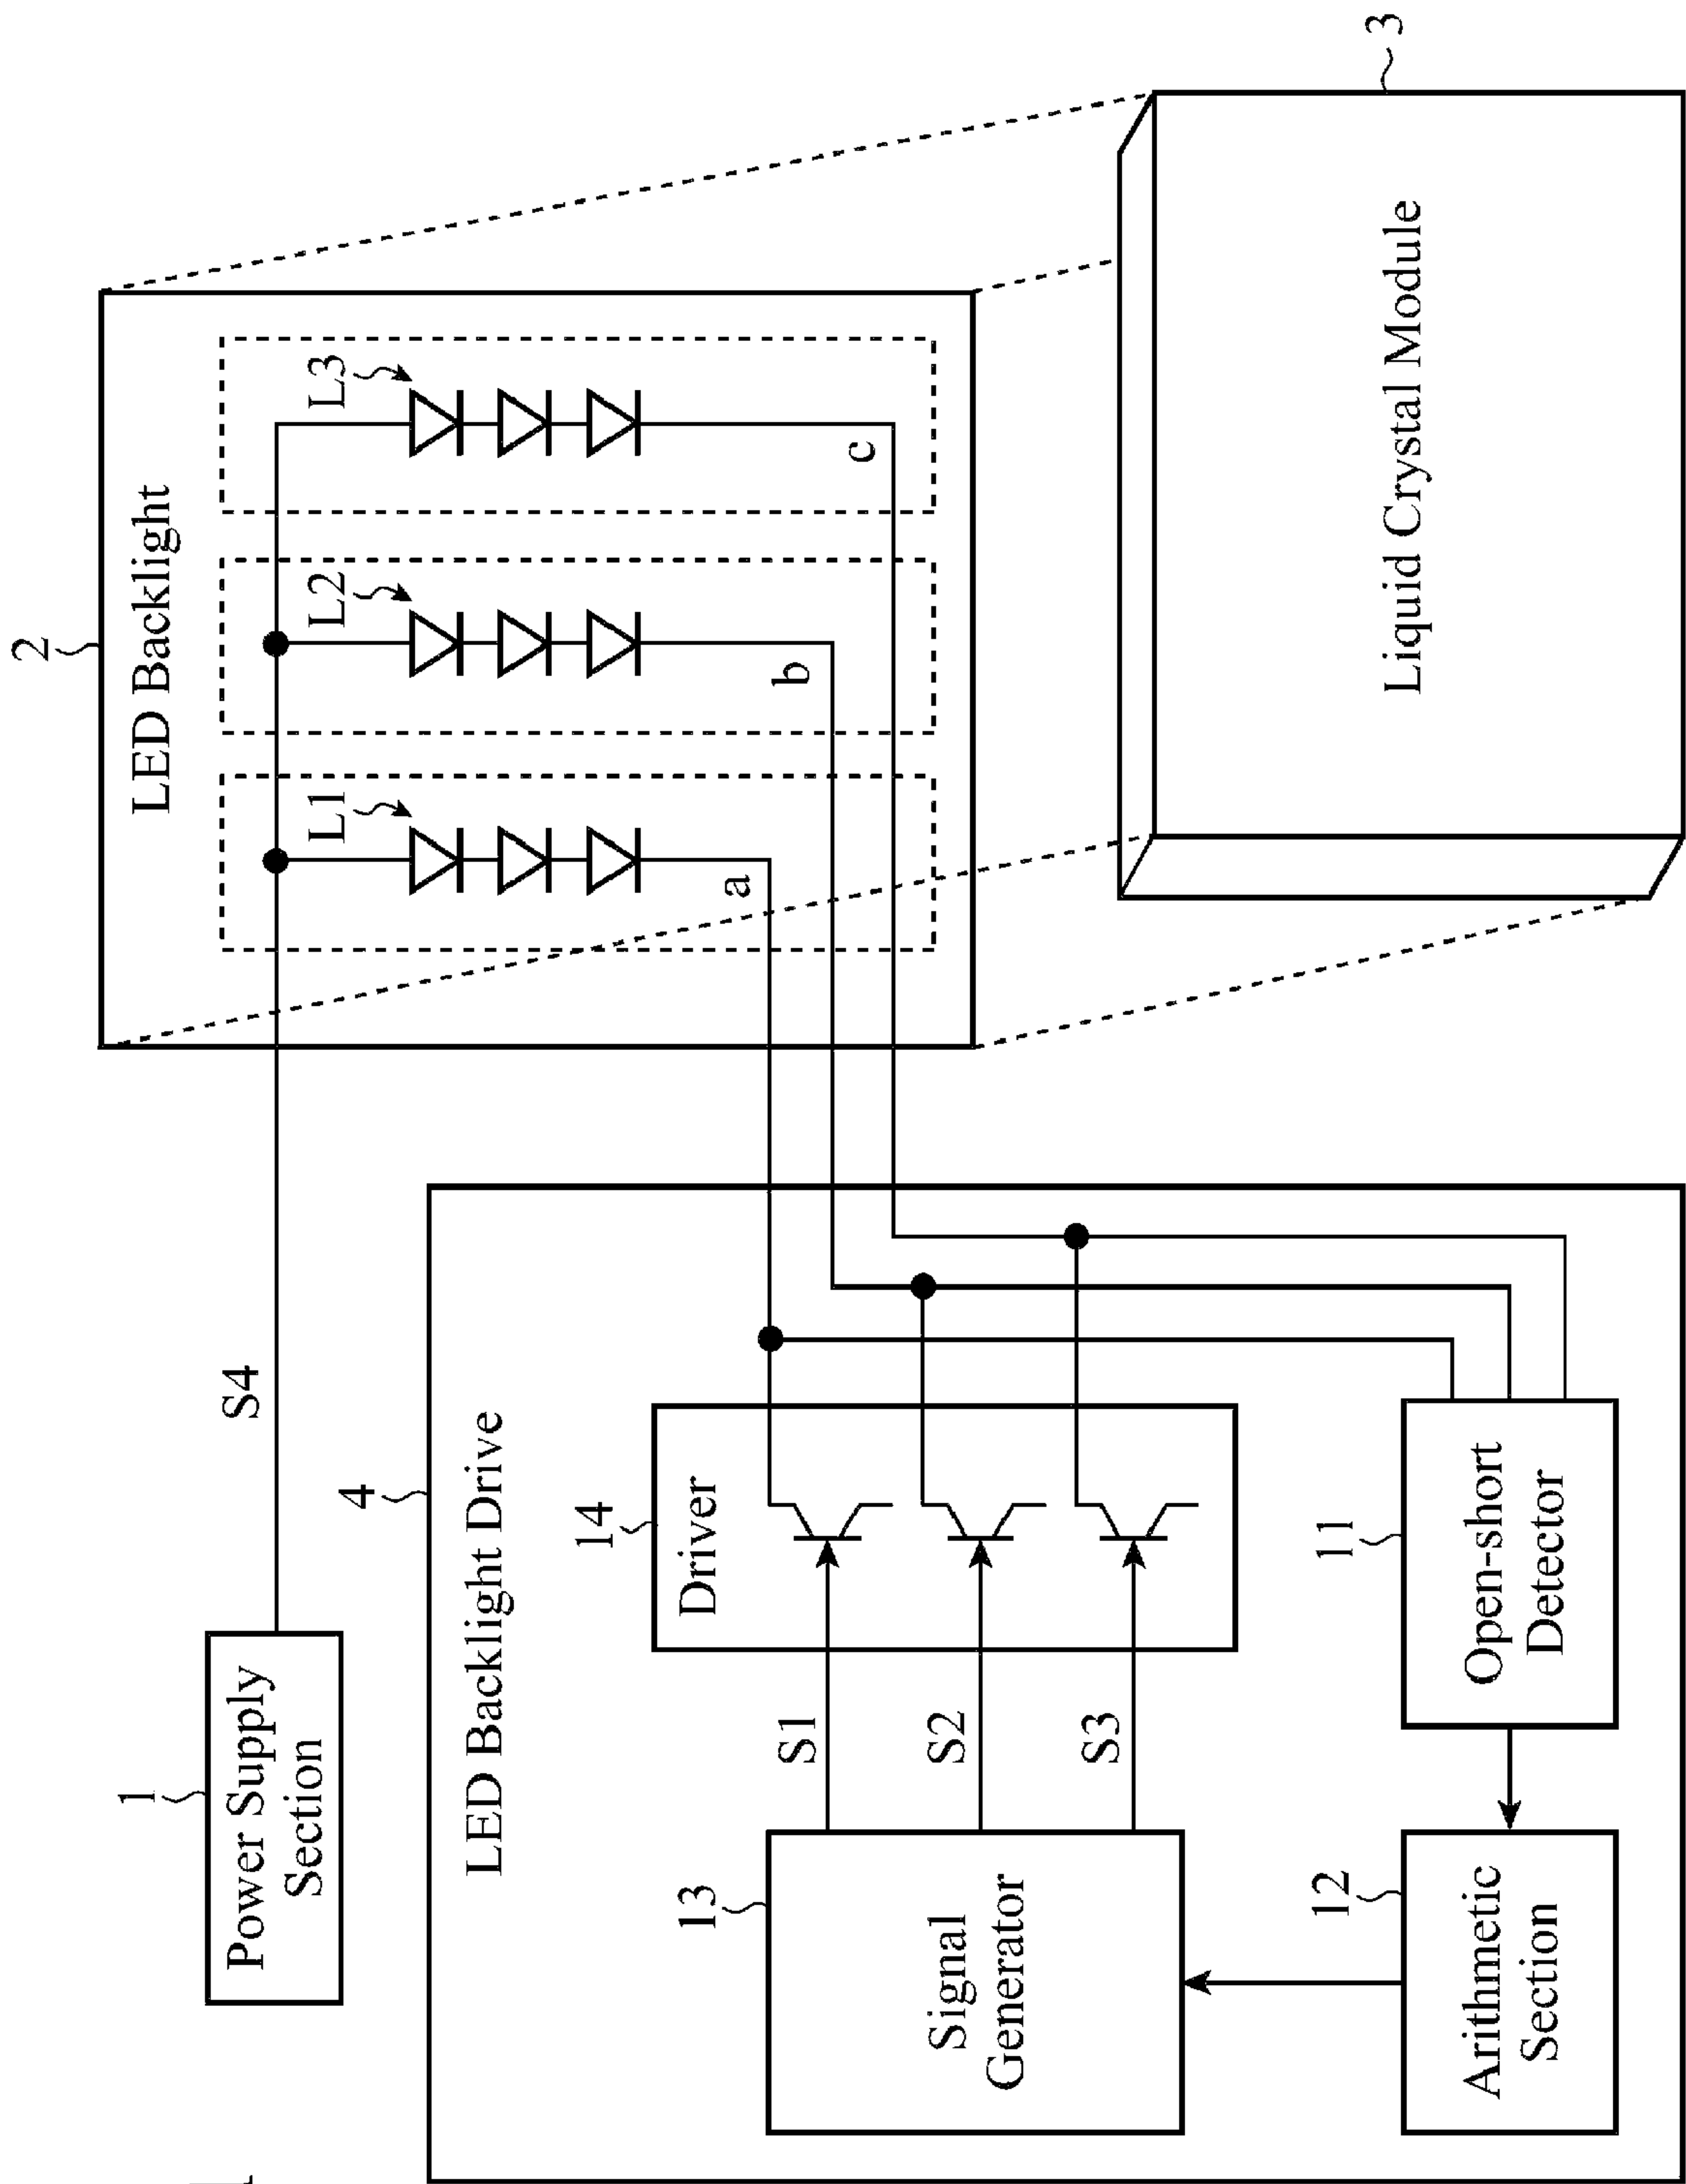 1
Power Supply
Section
S4
2
LED Backlight
L1
L2
L3
a
b
c
4
LED Backlight Drive
13
Signal
Generator
S1
S2
S3
14
Driver
12
Arithmetic
Section
11
Open-short
Detector
3
Liquid Crystal Module